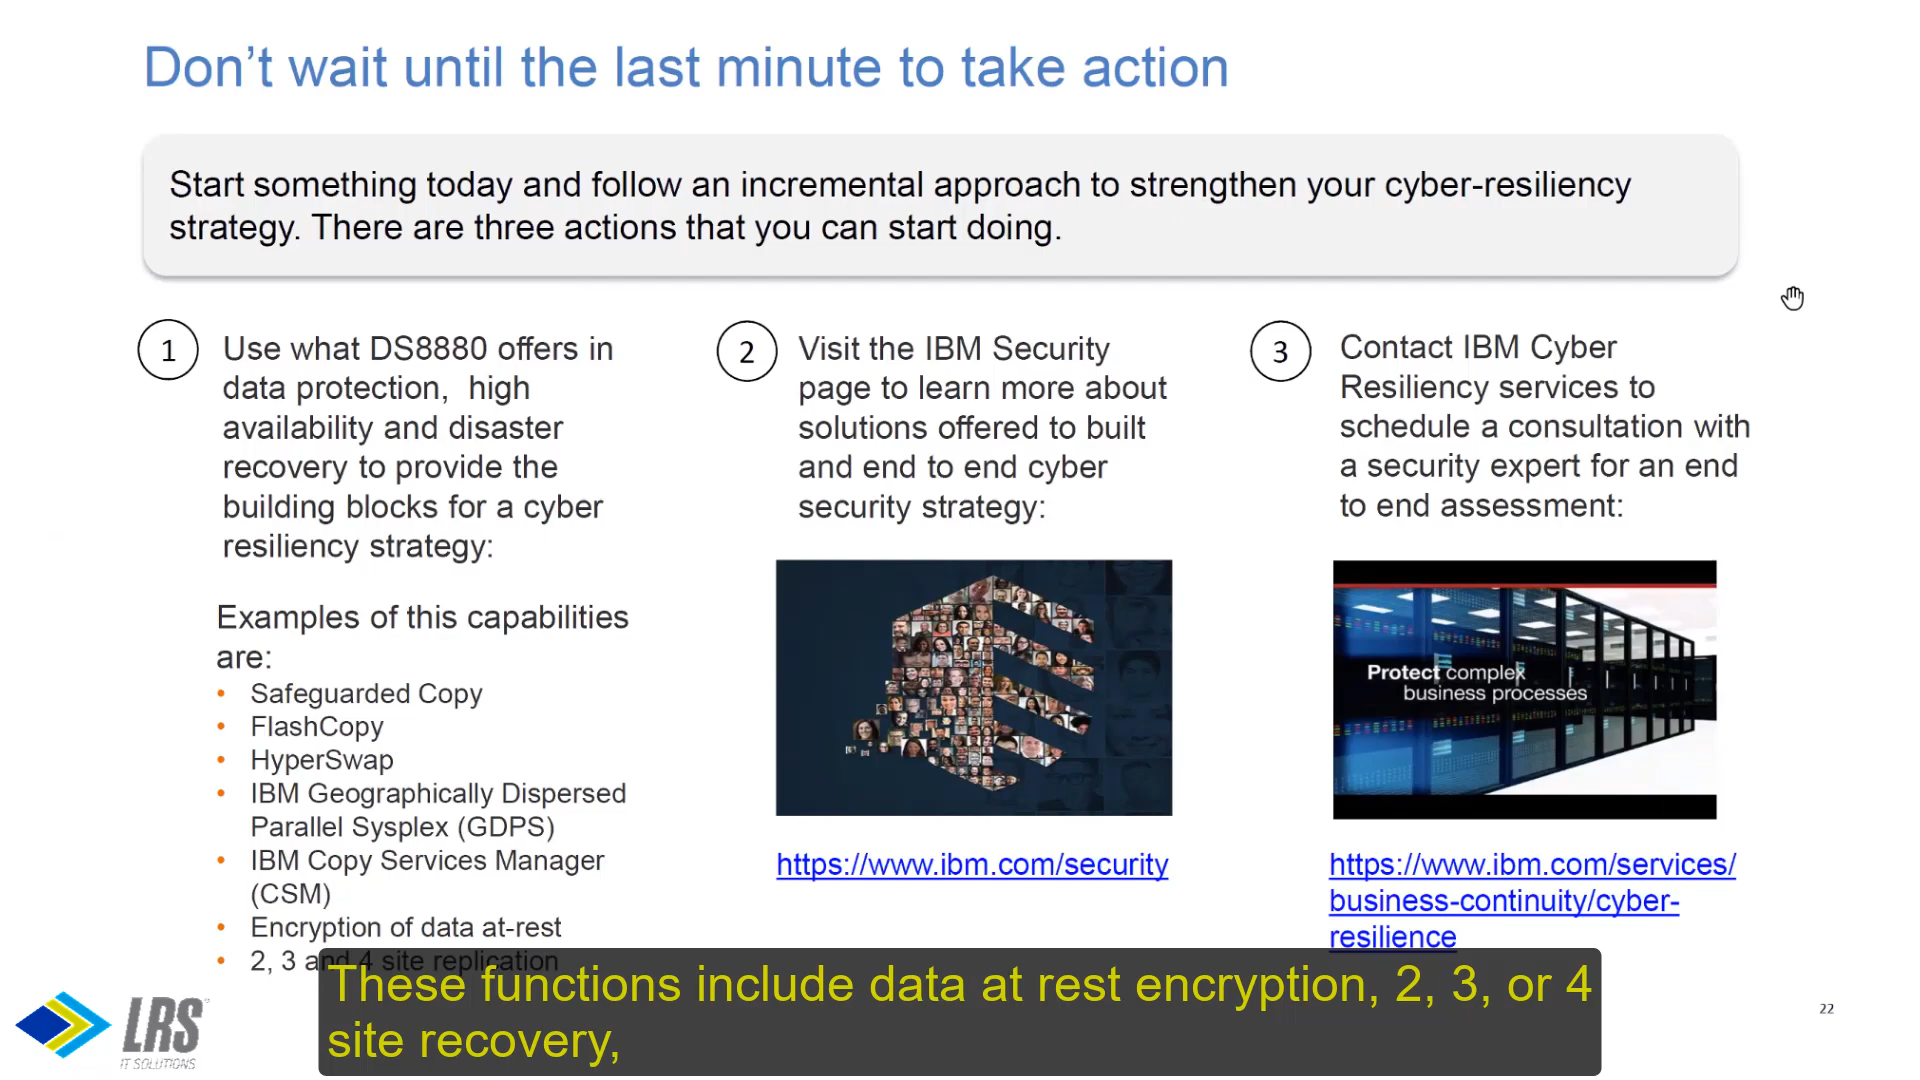 Don’t wait until the last minute to take action
Start something today and follow an incremental approach to strengthen your cyber-resiliency
strategy. There are three actions that you can start doing.
1
Use what DS8880 offers in
data protection,  high
availability and disaster
recovery to provide the
building blocks for a cyber
resiliency strategy:
Examples of this capabilities
are:
• Safeguarded Copy
• FlashCopy
• HyperSwap
• IBM Geographically Dispersed
Parallel Sysplex (GDPS)
• IBM Copy Services Manager
(CSM)
• Encryption of data at-rest
• 2, 3 and 4 site replication
2
Visit the IBM Security
page to learn more about
solutions offered to built
and end to end cyber
security strategy:
https://www.ibm.com/security
3
Contact IBM Cyber
Resiliency services to
schedule a consultation with
a security expert for an end
to end assessment:
Protect complex
business processes
https://www.ibm.com/services/
business-continuity/cyber-
resilience
These functions include data at rest encryption, 2, 3, or 4
site recovery,
LRS
IT SOLUTIONS
22